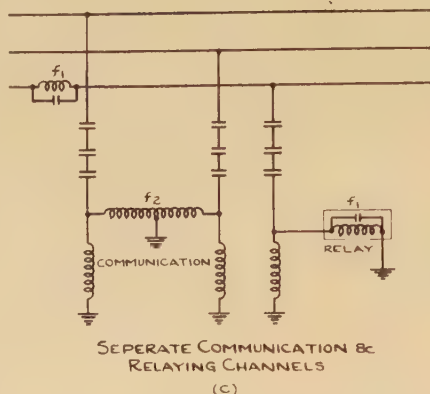 f1
f2
f1
COMMUNICATION
RELAY
SEPERATE COMMUNICATION &
RELAYING CHANNELS
(C)